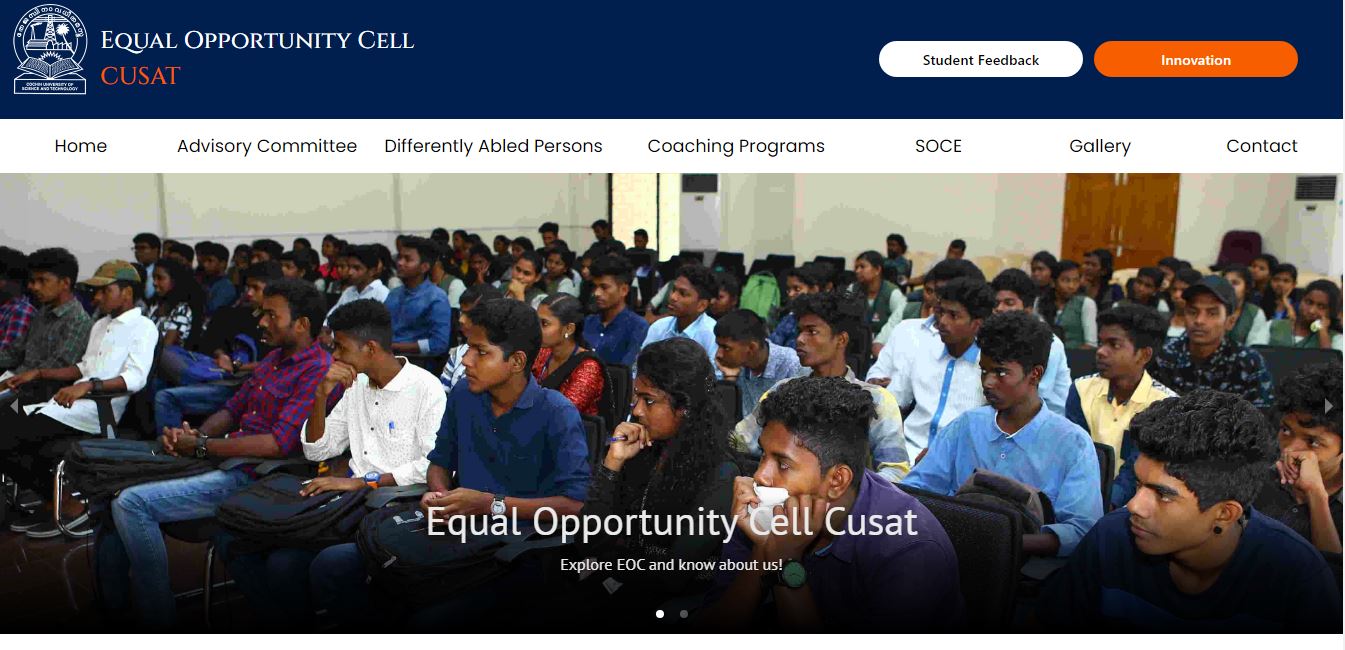 COCHIN UNIVERSITY OF
SCIENCE AND TECHNOLOGY
Equal Opportunity Cell
CUSAT
Student Feedback
Innovation
Home
Advisory Committee
Differently Abled Persons
Coaching Programs
SOCE
Gallery
Contact
Equal Opportunity Cell Cusat
Explore EOC and know about us!